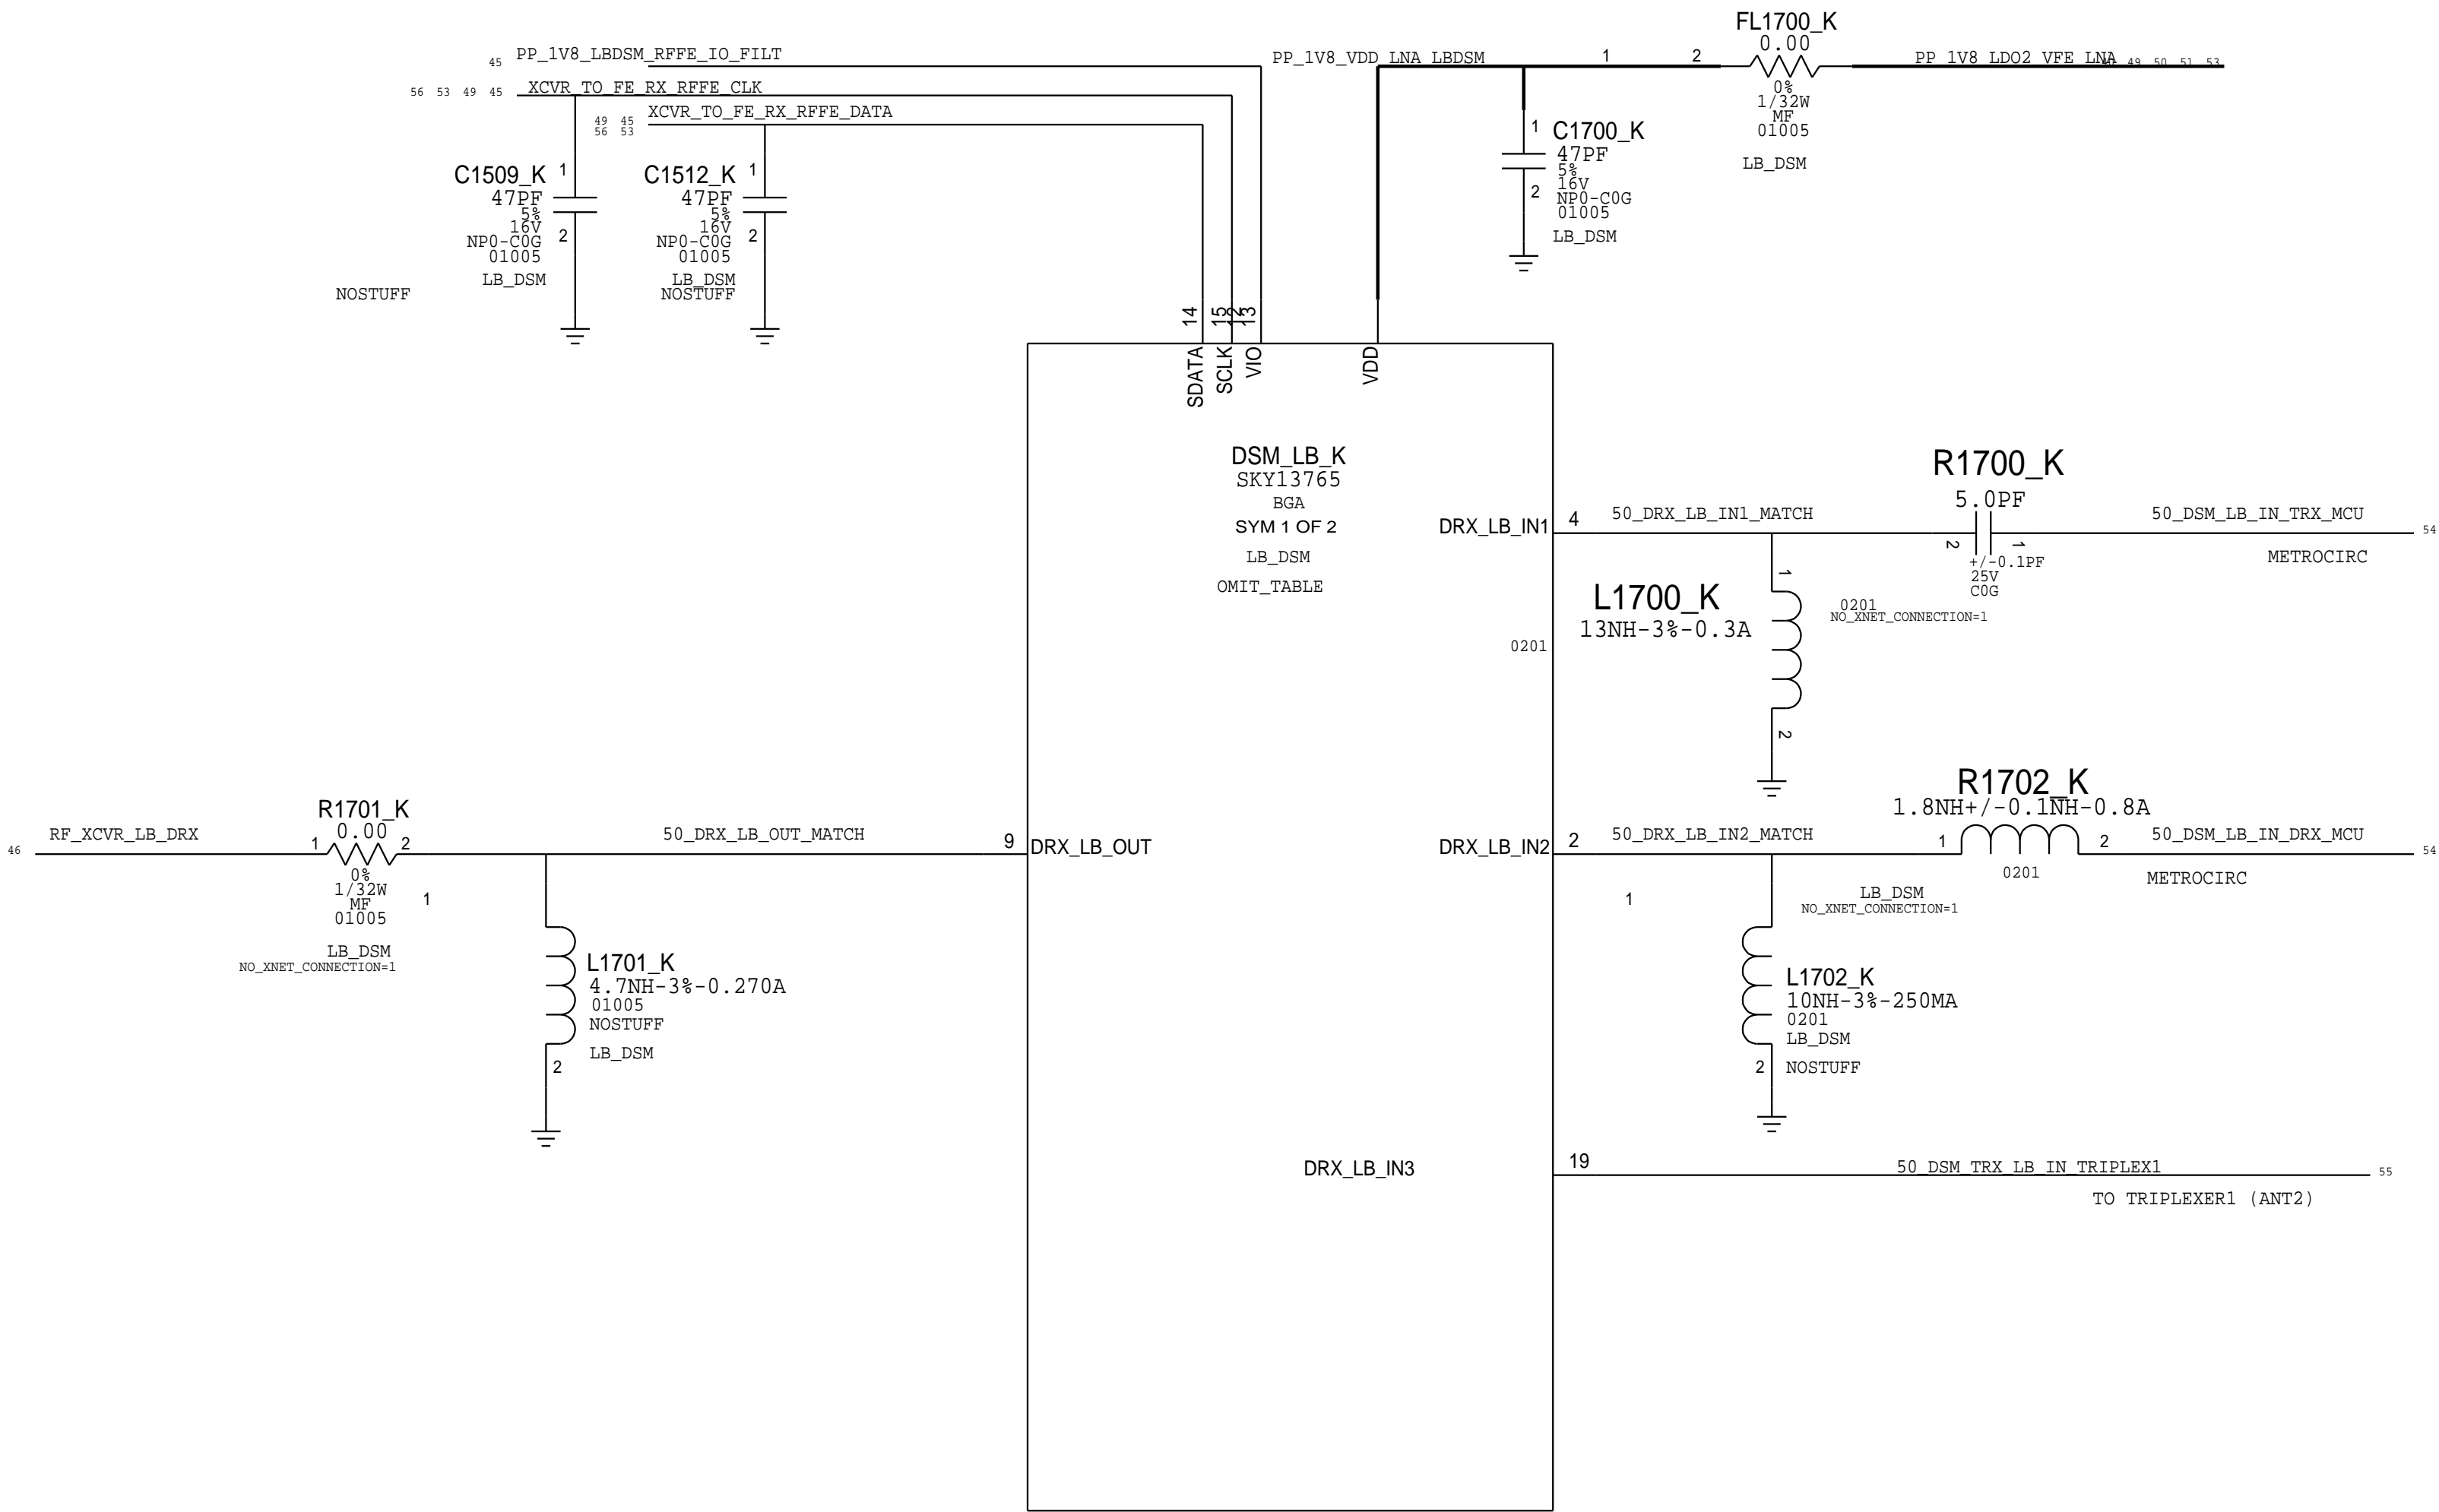 FL1700_K
0.00
45 PP_1V8_LBDSM_RFFE_IO_FILT
PP_1V8_VDD_LNA_LBDSM 1 2
PP_1V8_LDO2_VFE_LNA 49 50 51 53
0%
1/32W
MF
01005
LB_DSM
56 53 49 45 XCVR_TO_FE_RX_RFFE_CLK
49 45 XCVR_TO_FE_RX_RFFE_DATA
56 53
1 C1700_K
47PF
5%
16V
2 NP0-C0G
01005
LB_DSM
C1509_K 1
47PF
5%
16V
NP0-C0G 2
01005
LB_DSM
NOSTUFF
C1512_K 1
47PF
5%
16V
NP0-C0G 2
01005
LB_DSM
NOSTUFF
14 15 12 13
SDATA
SCLK
VIO
VDD
DSM_LB_K
SKY13765
BGA
SYM 1 OF 2
LB_DSM
OMIT_TABLE
R1700_K
5.0PF
DRX_LB_IN1 4 50_DRX_LB_IN1_MATCH
50_DSM_LB_IN_TRX_MCU 54
2 1
+/-0.1PF
25V
C0G
METROCIRC
1
L1700_K
13NH-3%-0.3A
0201
NO_XNET_CONNECTION=1
0201
2
R1702_K
1.8NH+/-0.1NH-0.8A
R1701_K
0.00
46 RF_XCVR_LB_DRX 1 2 50_DRX_LB_OUT_MATCH 9 DRX_LB_OUT
DRX_LB_IN2 2 50_DRX_LB_IN2_MATCH 1 2 50_DSM_LB_IN_DRX_MCU 54
0%
1/32W
MF
01005
1
LB_DSM
NO_XNET_CONNECTION=1
0201
METROCIRC
1
LB_DSM
NO_XNET_CONNECTION=1
L1701_K
4.7NH-3%-0.270A
01005
NOSTUFF
LB_DSM
2
L1702_K
10NH-3%-250MA
0201
LB_DSM
2 NOSTUFF
DRX_LB_IN3 19 50_DSM_TRX_LB_IN_TRIPLEX1 55
TO TRIPLEXER1 (ANT2)